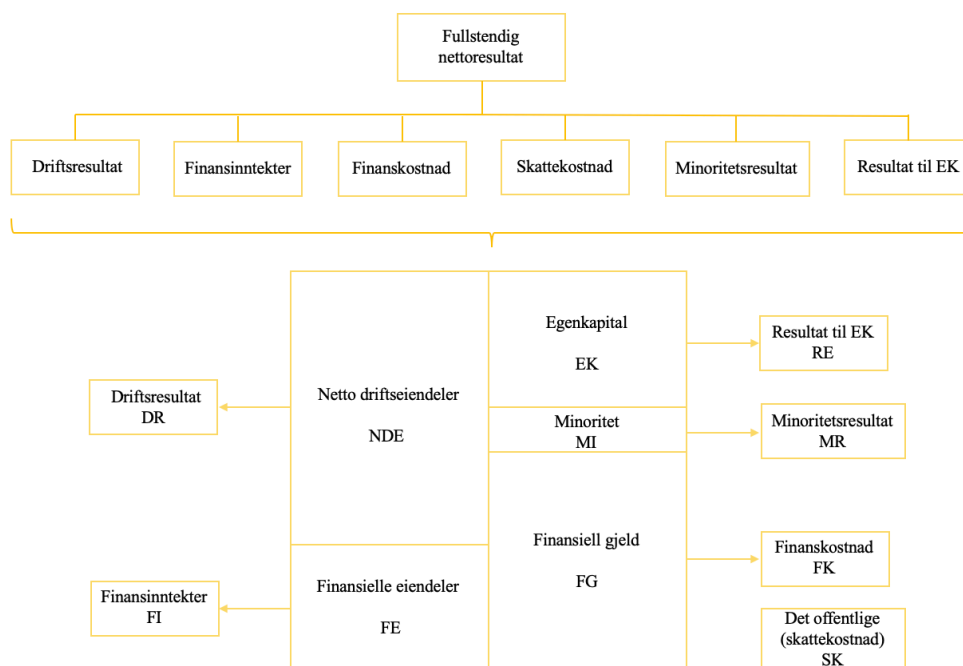 Fullstendig
nettoresultat
Driftsresultat
Finansinntekter
Finanskostnad
Skattekostnad
Minoritetsresultat
Resultat til EK
Egenkapital
EK
Resultat til EK
RE
Driftsresultat
DR
Netto driftseiendeler
NDE
Minoritet
MI
Minoritetsresultat
MR
Finansiell gjeld
FG
Finanskostnad
FK
Finansinntekter
FI
Finansielle eiendeler
FE
Det offentlige
(skattekostnad)
SK